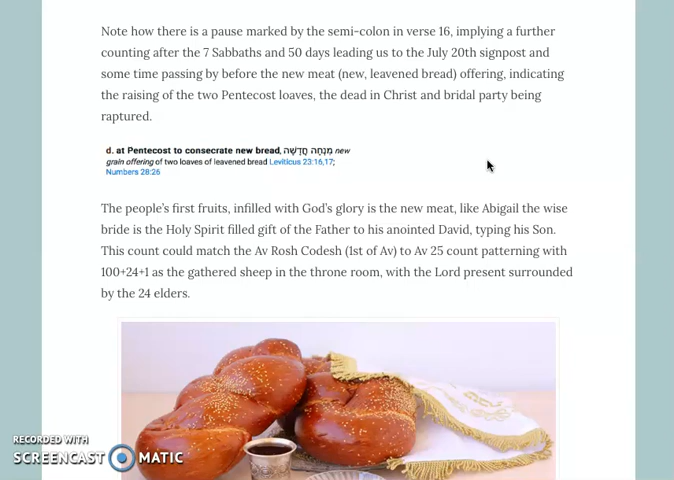 Note how there is a pause marked by the semi-colon in verse 16, implying a further
counting after the 7 Sabbaths and 50 days leading us to the July 20th signpost and
some time passing by before the new meat (new, leavened bread) offering, indicating
the raising of the two Pentecost loaves, the dead in Christ and bridal party being
raptured.
d. at Pentecost to consecrate new bread, מִנְחָה חֲדָשָׁה new
grain offering of two loaves of leavened bread Leviticus 23:16,17;
Numbers 28:26
The people's first fruits, infilled with God's glory is the new meat, like Abigail the wise
bride is the Holy Spirit filled gift of the Father to his anointed David, typing his Son.
This count could match the Av Rosh Codesh (1st of Av) to Av 25 count patterning with
100+24+1 as the gathered sheep in the throne room, with the Lord present surrounded
by the 24 elders.
RECORDED WITH
SCREENCAST MATIC